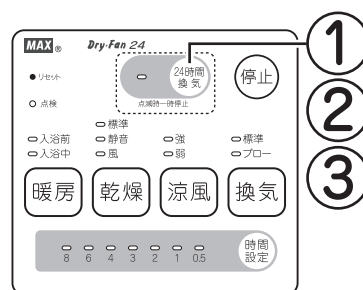 MAX® Dry・Fan 24
リセット
点検
24時間
換気
点滅時一時停止
停止
標準
入浴前 静音 強 標準
入浴中 風 弱 ブロー
暖房 乾燥 涼風 換気
8 6 4 3 2 1 0.5
時間
設定
①
②
③